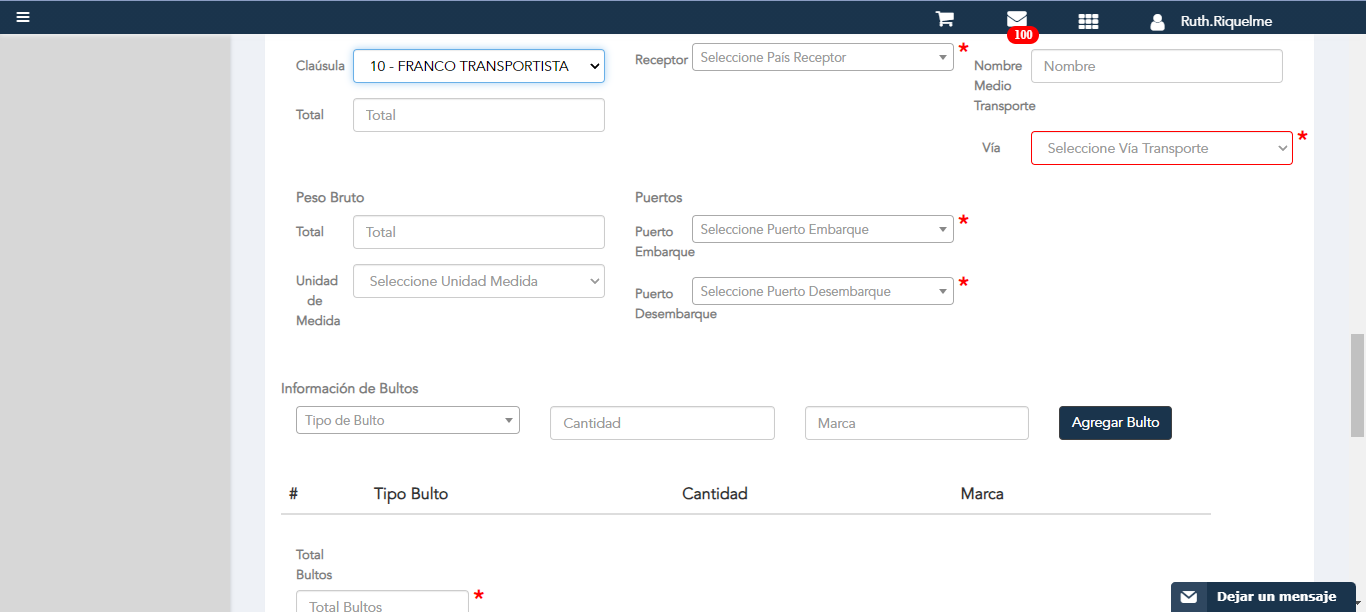 Ruth.Riquelme
100
Claúsula
10 - FRANCO TRANSPORTISTA
Total
Total
Receptor
Seleccione País Receptor
*
Nombre
Medio
Transporte
Nombre
Vía
Seleccione Vía Transporte
*
Peso Bruto
Total
Total
Unidad
de
Medida
Seleccione Unidad Medida
Puertos
Puerto
Embarque
Seleccione Puerto Embarque
*
Puerto
Desembarque
Seleccione Puerto Desembarque
*
Información de Bultos
Tipo de Bulto
Cantidad
Marca
Agregar Bulto
# Tipo Bulto Cantidad Marca
Total
Bultos
Total Bultos
*
Dejar un mensaje